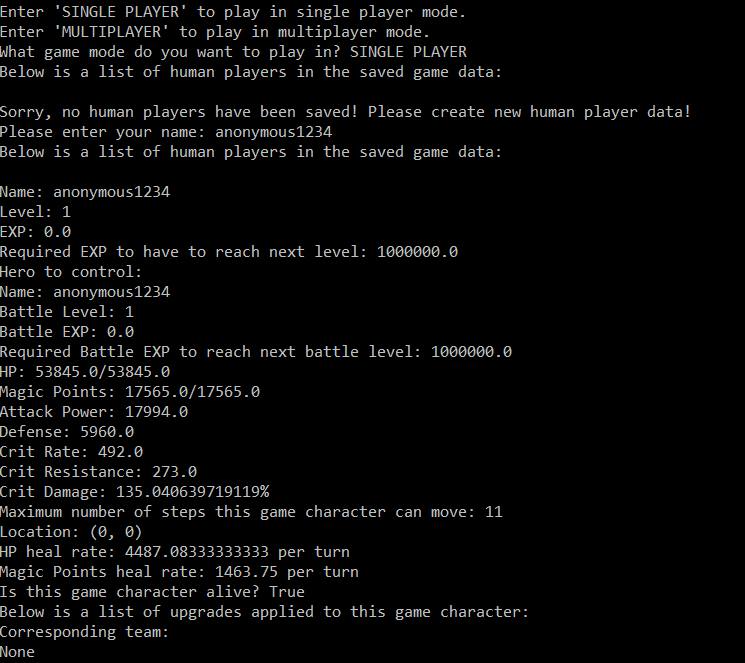 Enter 'SINGLE PLAYER' to play in single player mode.
Enter 'MULTIPLAYER' to play in multiplayer mode.
What game mode do you want to play in? SINGLE PLAYER
Below is a list of human players in the saved game data:
Sorry, no human players have been saved! Please create new human player data!
Please enter your name: anonymous1234
Below is a list of human players in the saved game data:
Name: anonymous1234
Level: 1
EXP: 0.0
Required EXP to have to reach next level: 1000000.0
Hero to control:
Name: anonymous1234
Battle Level: 1
Battle EXP: 0.0
Required Battle EXP to reach next battle level: 1000000.0
HP: 53845.0/53845.0
Magic Points: 17565.0/17565.0
Attack Power: 17994.0
Defense: 5960.0
Crit Rate: 492.0
Crit Resistance: 273.0
Crit Damage: 135.040639719119%
Maximum number of steps this game character can move: 11
Location: (0, 0)
HP heal rate: 4487.08333333333 per turn
Magic Points heal rate: 1463.75 per turn
Is this game character alive? True
Below is a list of upgrades applied to this game character:
Corresponding team:
None